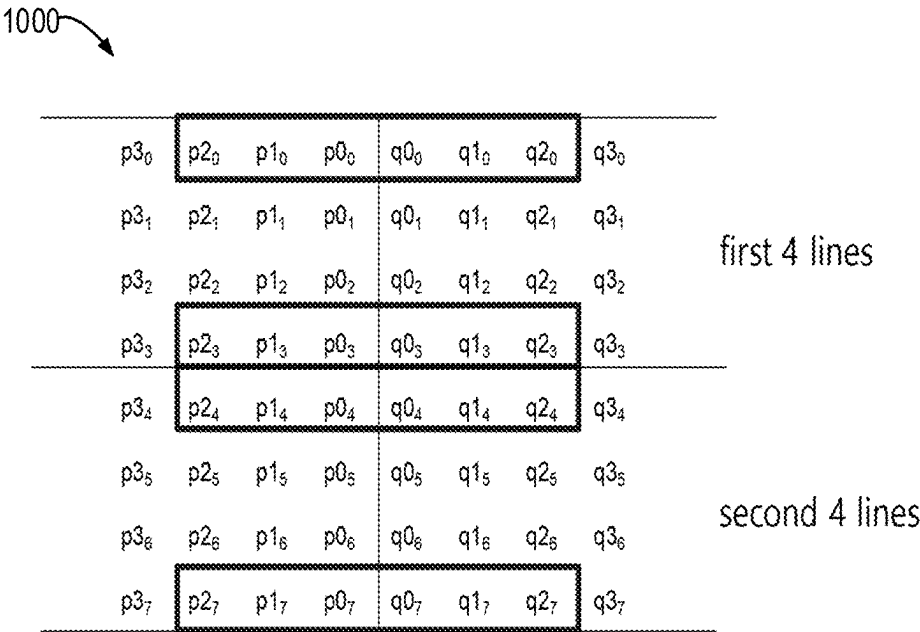 1000
p3₀ p2₀ p1₀ p0₀ q0₀ q1₀ q2₀ q3₀
p3₁ p2₁ p1₁ p0₁ q0₁ q1₁ q2₁ q3₁
first 4 lines
p3₂ p2₂ p1₂ p0₂ q0₂ q1₂ q2₂ q3₂
p3₃ p2₃ p1₃ p0₃ q0₃ q1₃ q2₃ q3₃
p3₄ p2₄ p1₄ p0₄ q0₄ q1₄ q2₄ q3₄
p3₅ p2₅ p1₅ p0₅ q0₅ q1₅ q2₅ q3₅
second 4 lines
p3₆ p2₆ p1₆ p0₆ q0₆ q1₆ q2₆ q3₆
p3₇ p2₇ p1₇ p0₇ q0₇ q1₇ q2₇ q3₇